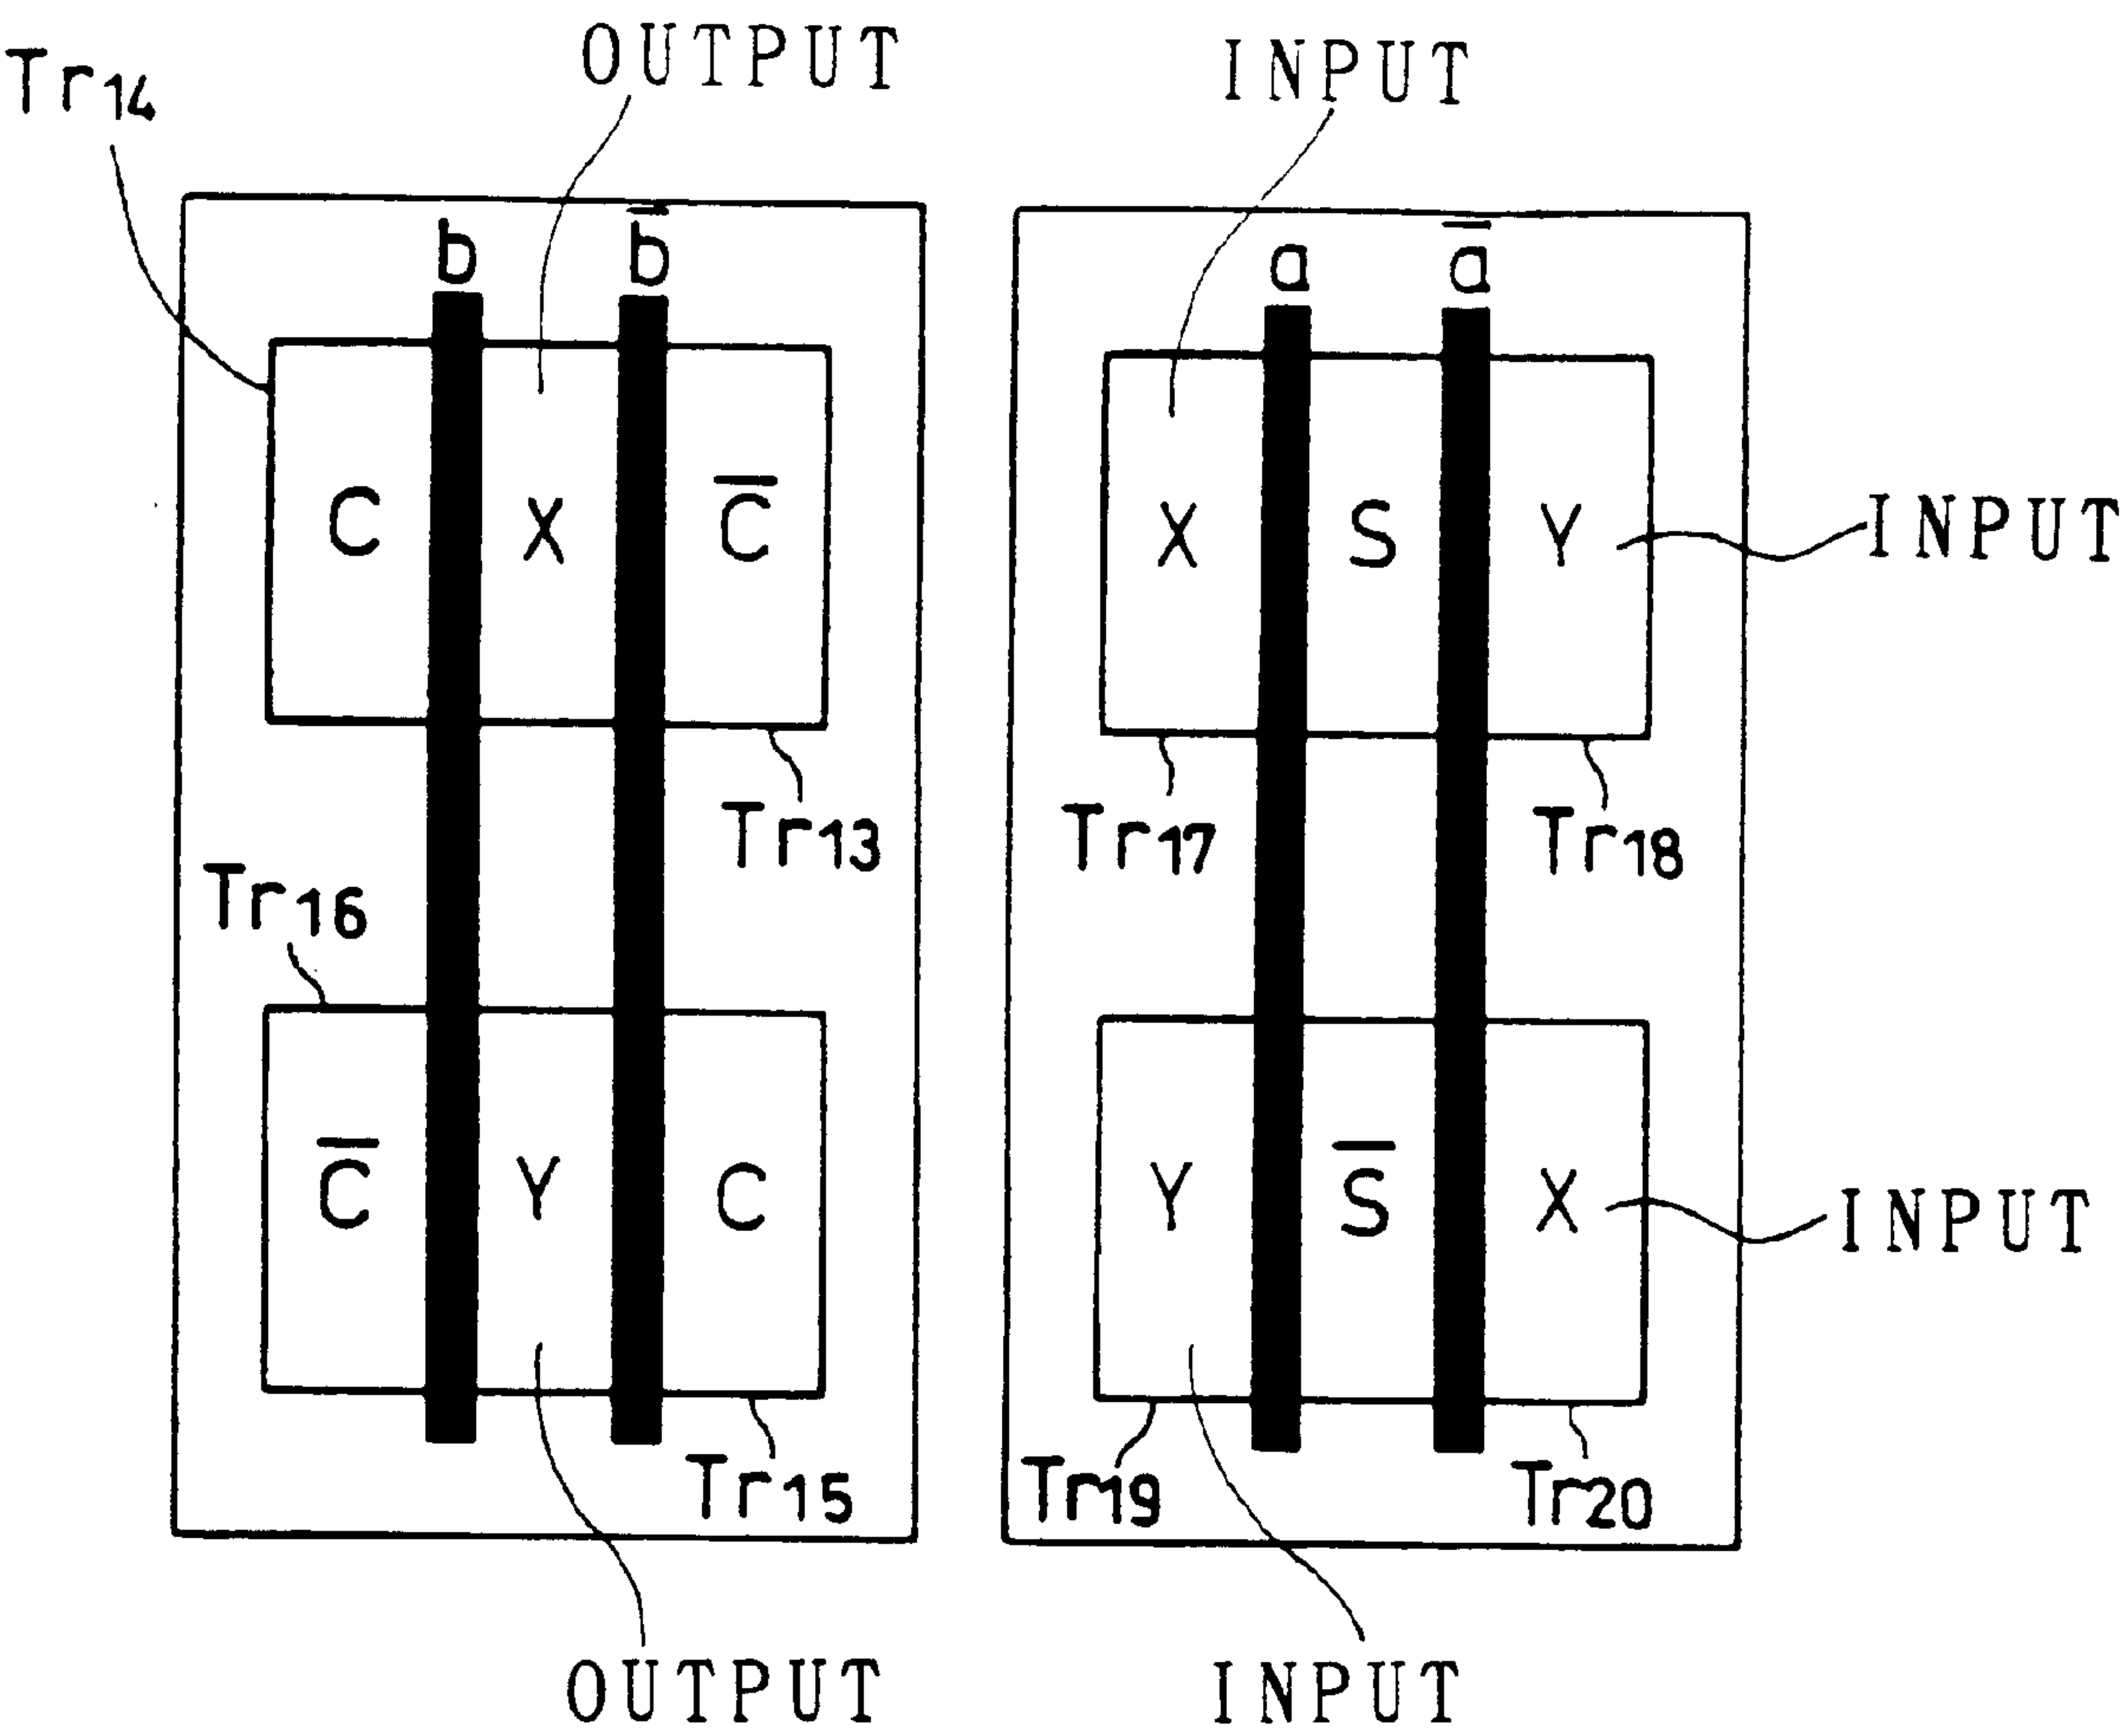 OUTPUT
INPUT
Tr14
b
b̅
a
a̅
C
X
C̅
X
S
Y
INPUT
Tr13
Tr17
Tr18
Tr16
C̅
Y
C
Y
S̅
X
INPUT
Tr15
Tr19
Tr20
OUTPUT
INPUT